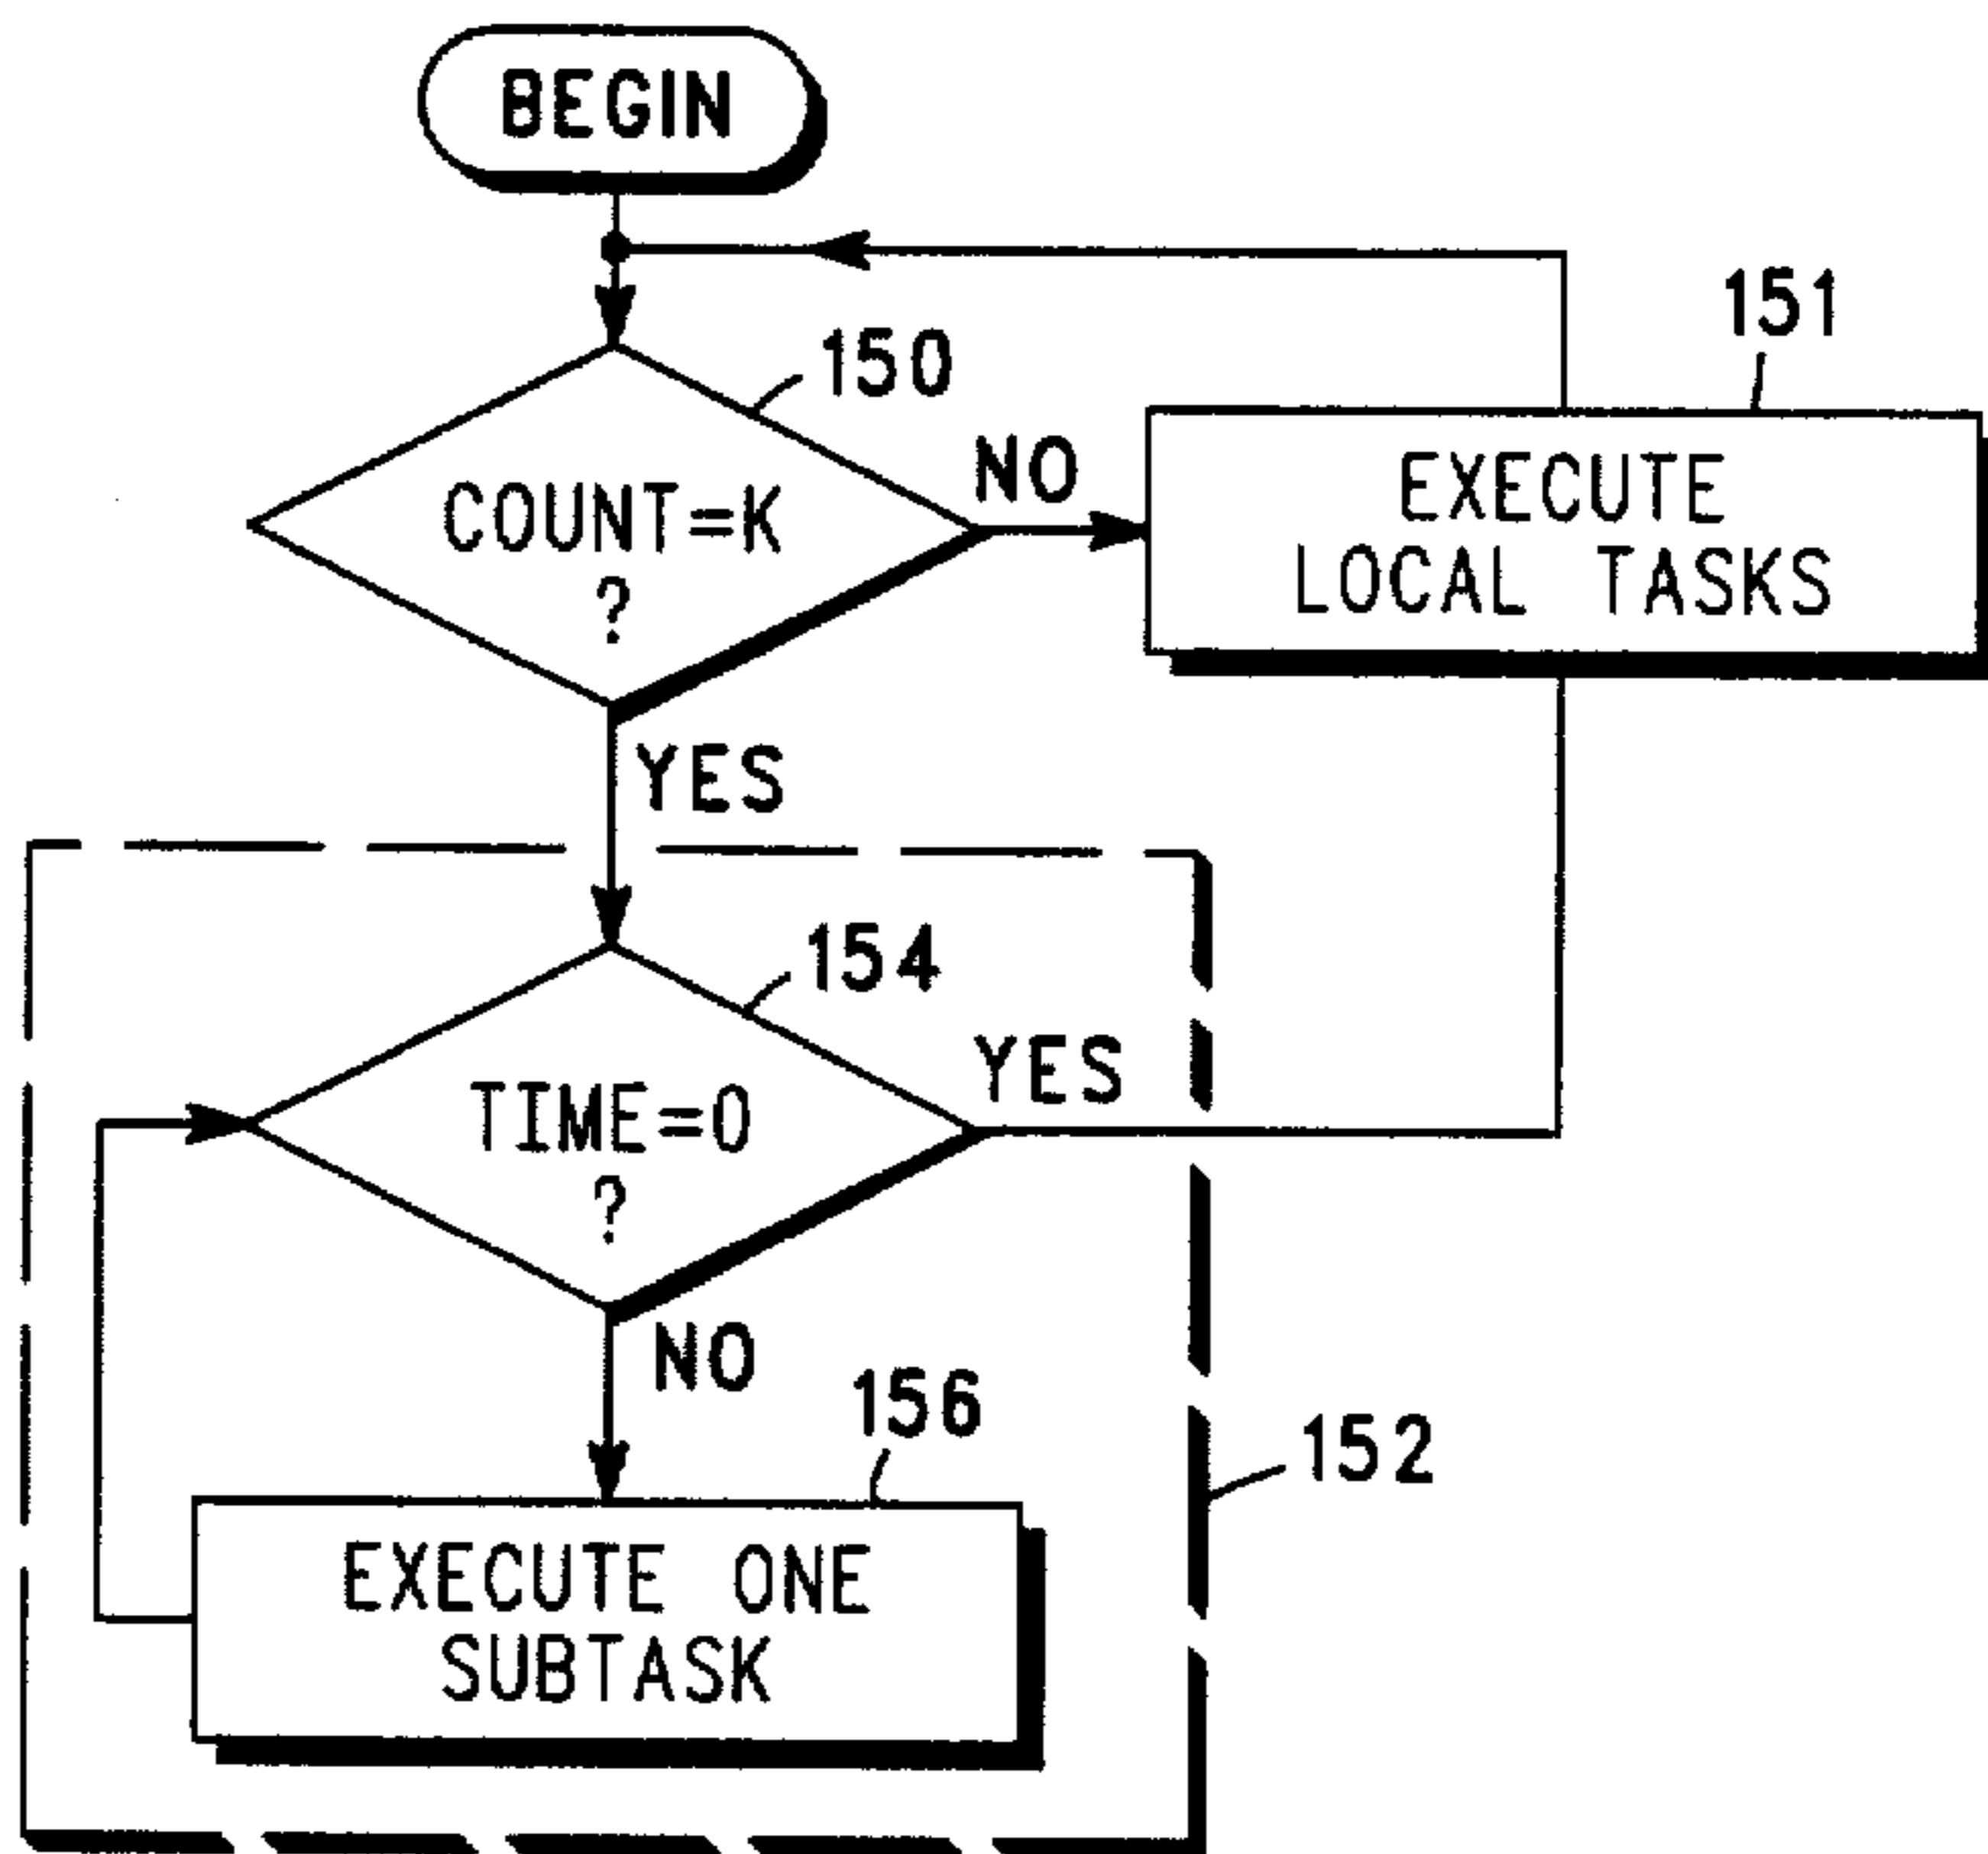 BEGIN
151
150
NO
EXECUTE
LOCAL TASKS
COUNT=K
?
YES
154
YES
TIME=0
?
NO
156
152
EXECUTE ONE
SUBTASK